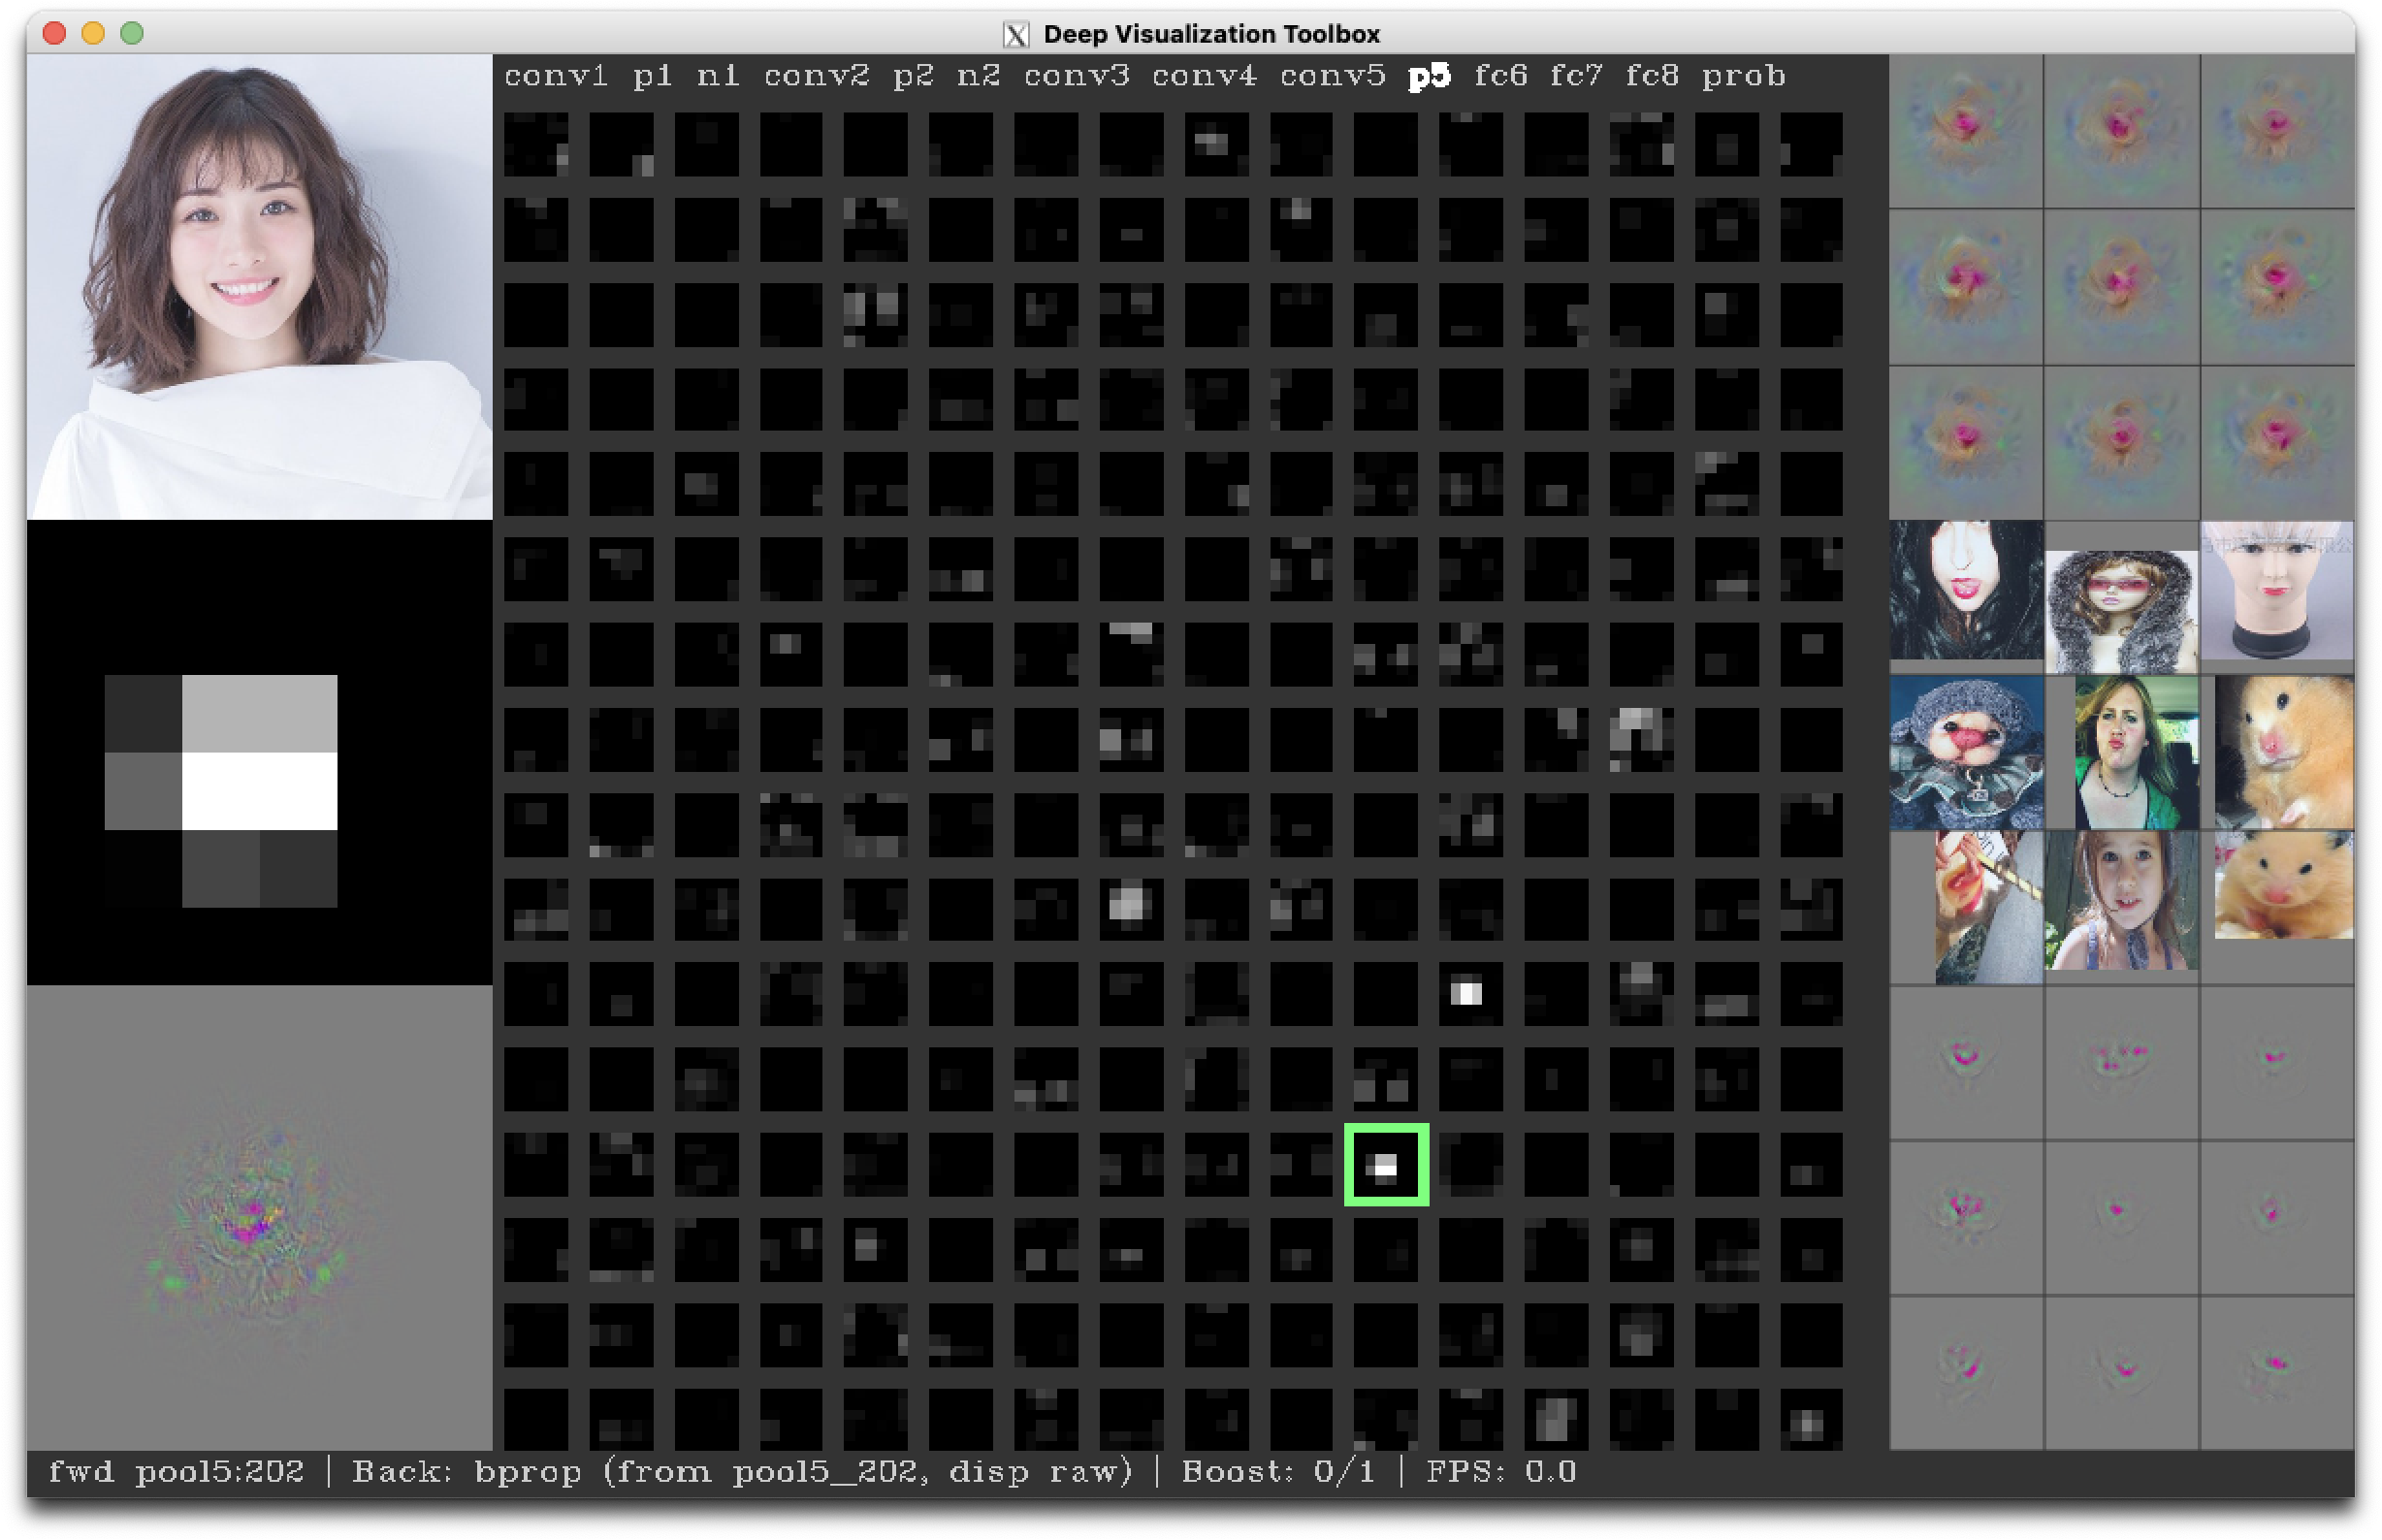 Deep Visualization Toolbox
conv1 p1 n1 conv2 p2 n2 conv3 conv4 conv5 p5 fc6 fc7 fc8 prob
fwd pool5:202 | Back: bprop (from pool5_202, disp raw) | Boost: 0/1 | FPS: 0.0